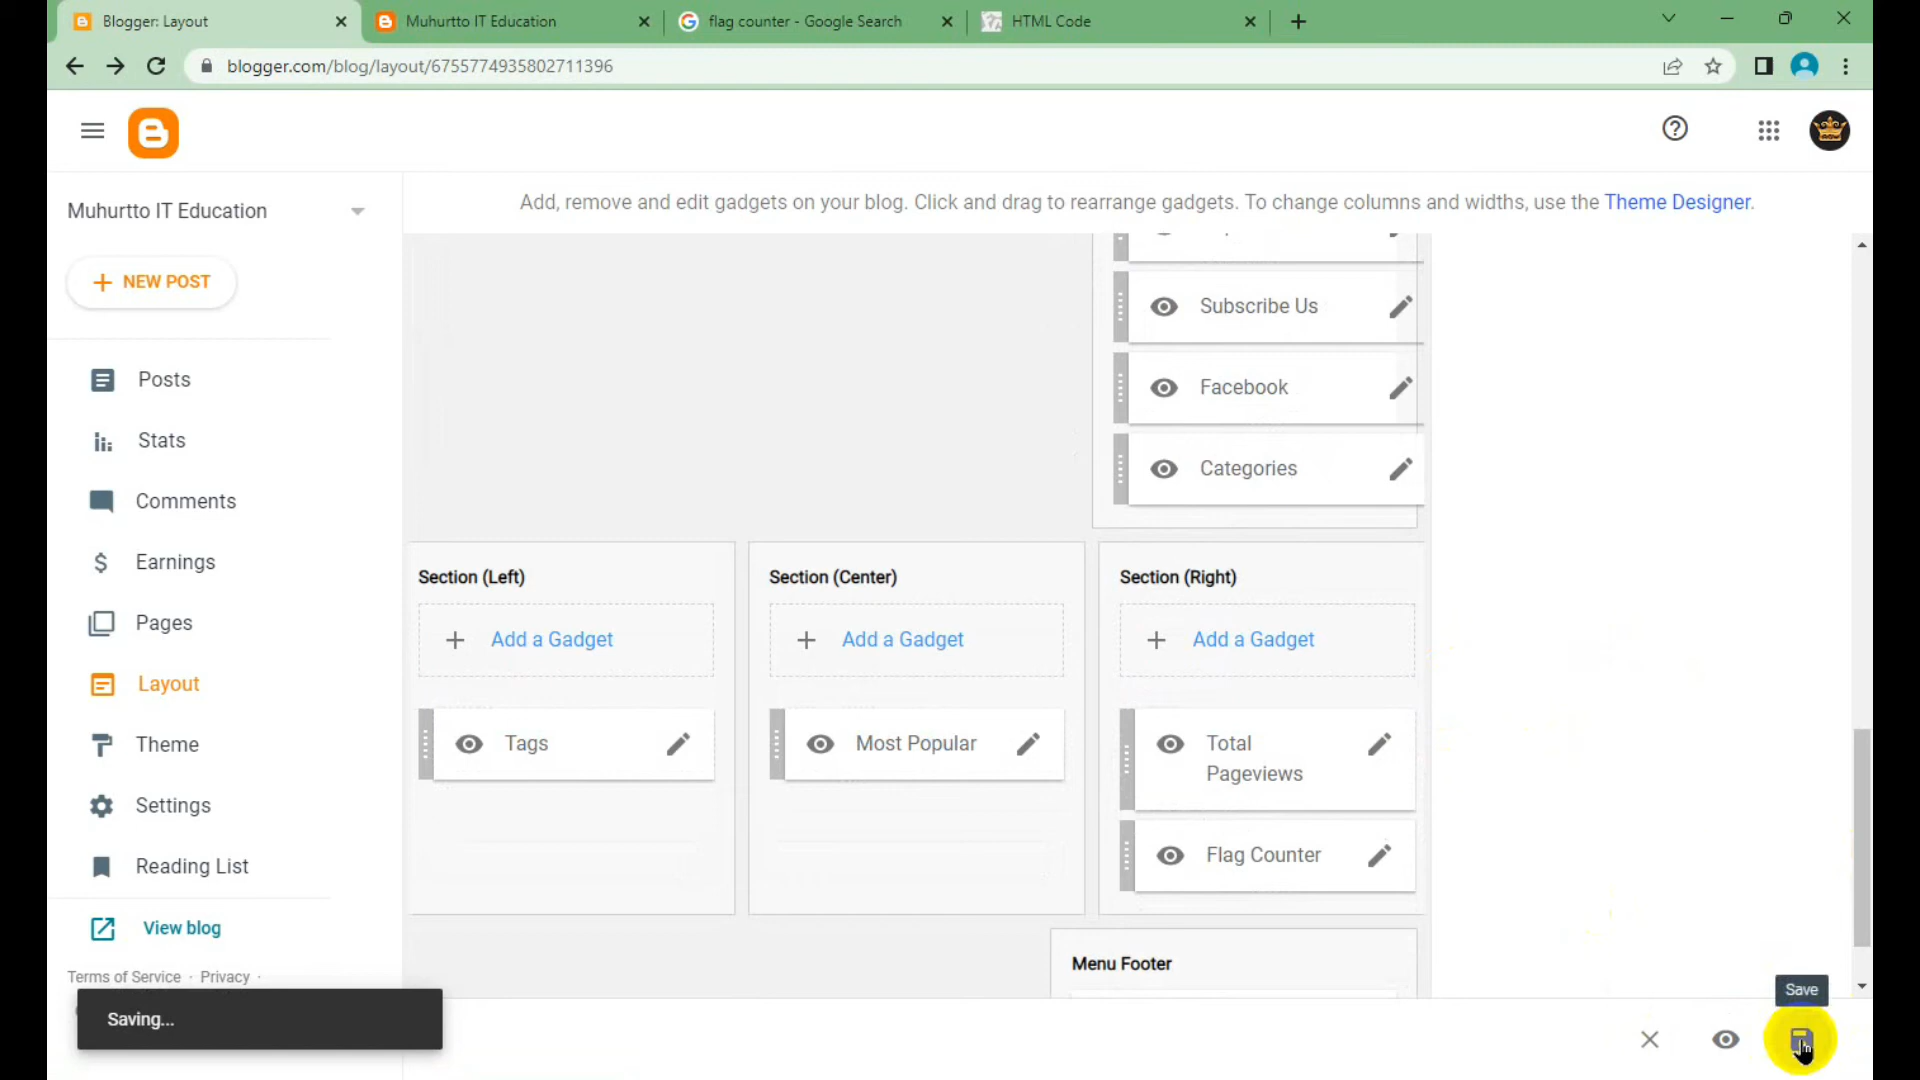 Blogger: Layout
Muhurtto IT Education
flag counter - Google Search
HTML Code
blogger.com/blog/layout/6755774935802711396
Muhurtto IT Education
Add, remove and edit gadgets on your blog. Click and drag to rearrange gadgets. To change columns and widths, use the Theme Designer.
NEW POST
Posts
Stats
Comments
Earnings
Pages
Layout
Theme
Settings
Reading List
View blog
Terms of Service · Privacy ·
Saving...
Subscribe Us
Facebook
Categories
Section (Left)
Add a Gadget
Tags
Section (Center)
Add a Gadget
Most Popular
Section (Right)
Add a Gadget
Total
Pageviews
Flag Counter
Menu Footer
Save